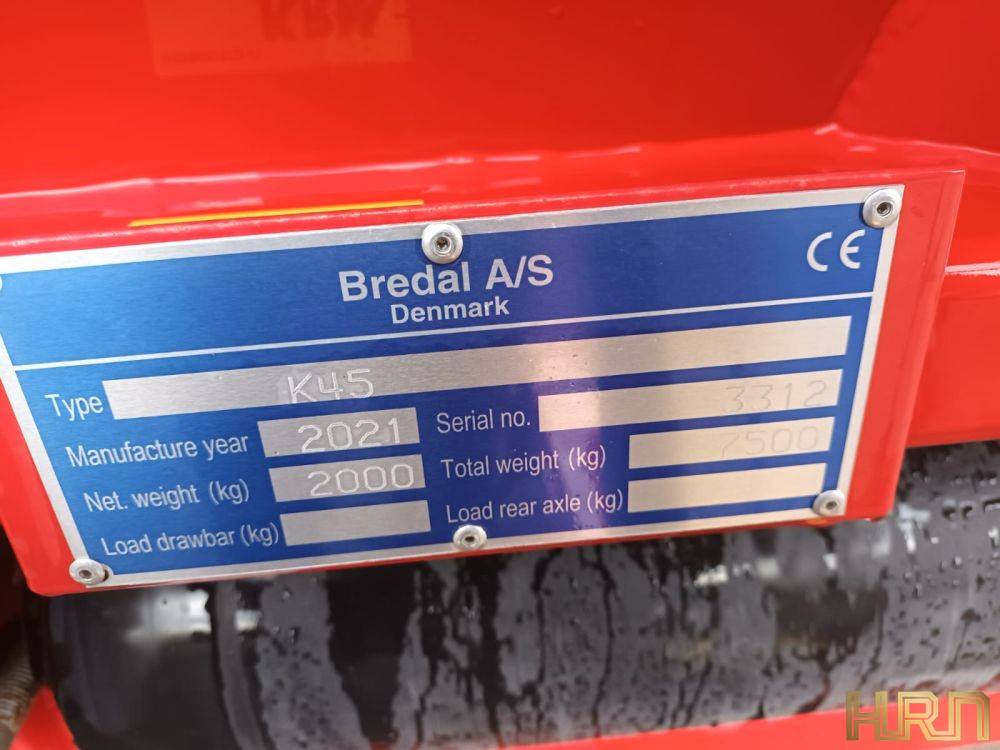 Bredal A/S
Denmark
CE
Type K45
Manufacture year 2021 Serial no. 3312
Net. weight (kg) 2000 Total weight (kg) 7500
Load drawbar (kg) Load rear axle (kg)
HRN